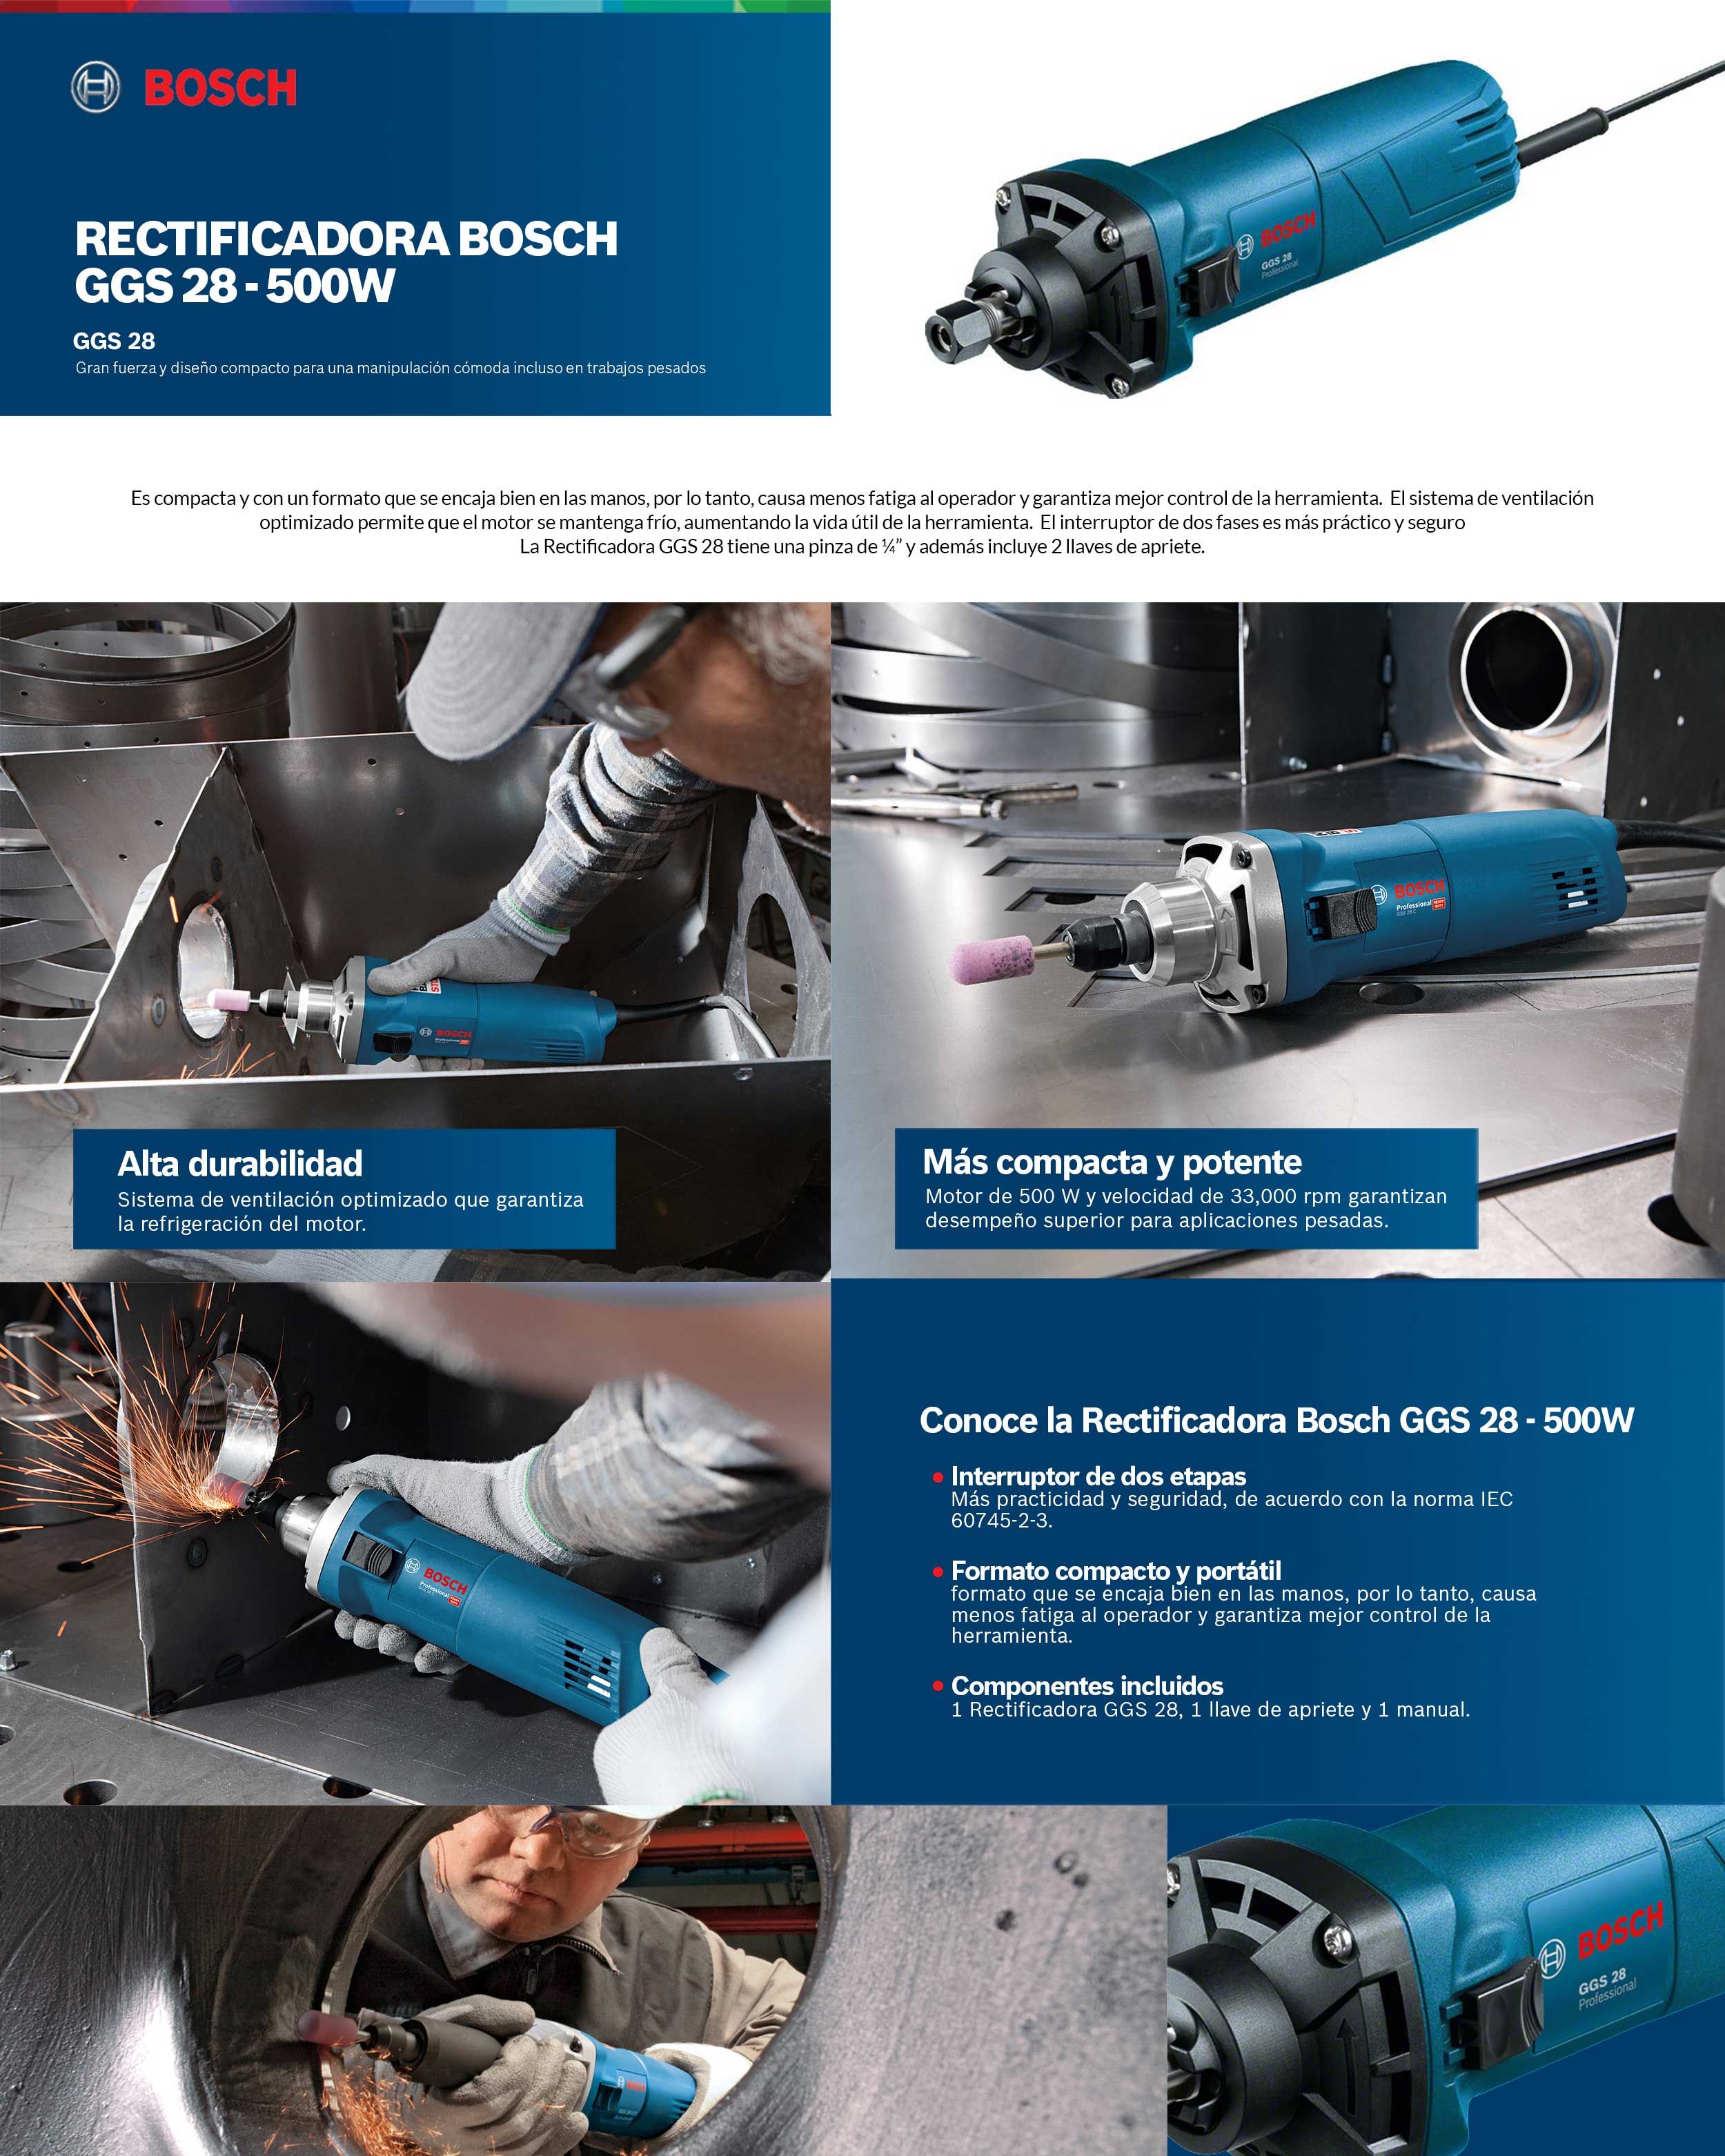 BOSCH
RECTIFICADORA BOSCH
GGS 28 - 500W
GGS 28
Gran fuerza y diseño compacto para una manipulación cómoda incluso en trabajos pesados
BOSCH
GGS 28
Professional
Es compacta y con un formato que se encaja bien en las manos, por lo tanto, causa menos fatiga al operador y garantiza mejor control de la herramienta. El sistema de ventilación
optimizado permite que el motor se mantenga frío, aumentando la vida útil de la herramienta. El interruptor de dos fases es más práctico y seguro
La Rectificadora GGS 28 tiene una pinza de ¼” y además incluye 2 llaves de apriete.
BOSCH
Professional
BOSCH
Professional
GGS 28 C
Alta durabilidad
Sistema de ventilación optimizado que garantiza
la refrigeración del motor.
Más compacta y potente
Motor de 500 W y velocidad de 33,000 rpm garantizan
desempeño superior para aplicaciones pesadas.
BOSCH
Professional
Conoce la Rectificadora Bosch GGS 28 - 500W
Interruptor de dos etapas
Más practicidad y seguridad, de acuerdo con la norma IEC
60745-2-3.
Formato compacto y portátil
formato que se encaja bien en las manos, por lo tanto, causa
menos fatiga al operador y garantiza mejor control de la
herramienta.
Componentes incluidos
1 Rectificadora GGS 28, 1 llave de apriete y 1 manual.
BOSCH
BOSCH
GGS 28
Professional